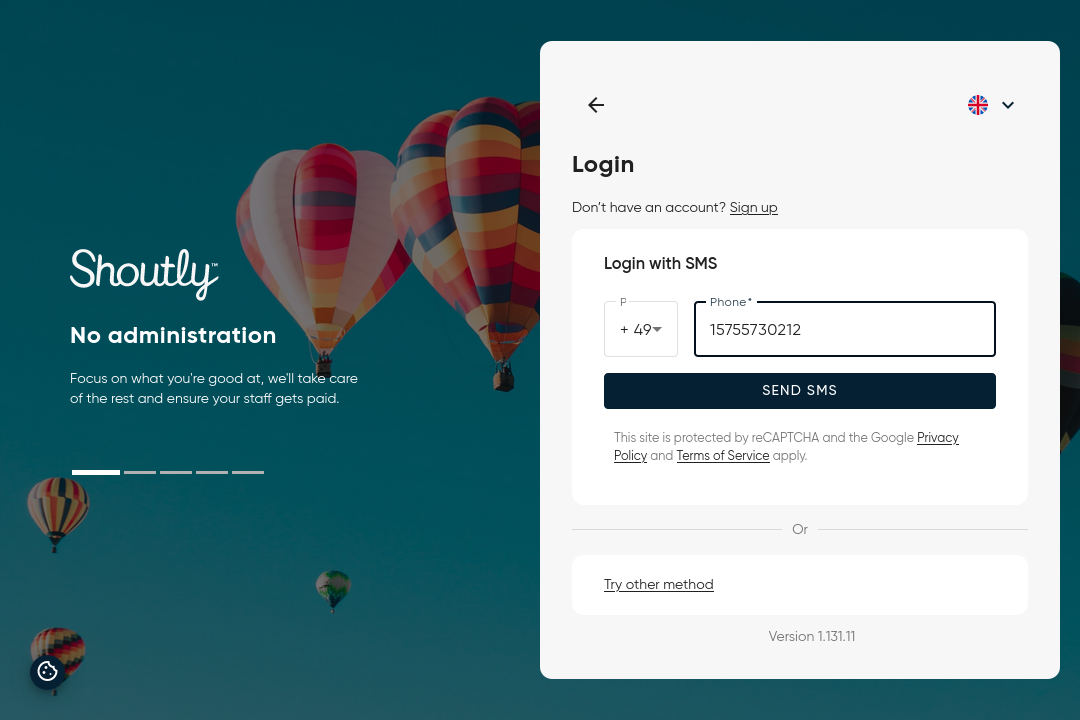 Shoutly™
No administration
Focus on what you're good at, we'll take care
of the rest and ensure your staff gets paid.
Login
Don't have an account? Sign up
Login with SMS
P
+ 49
Phone*
15755730212
SEND SMS
This site is protected by reCAPTCHA and the Google Privacy
Policy and Terms of Service apply.
Or
Try other method
Version 1.131.11